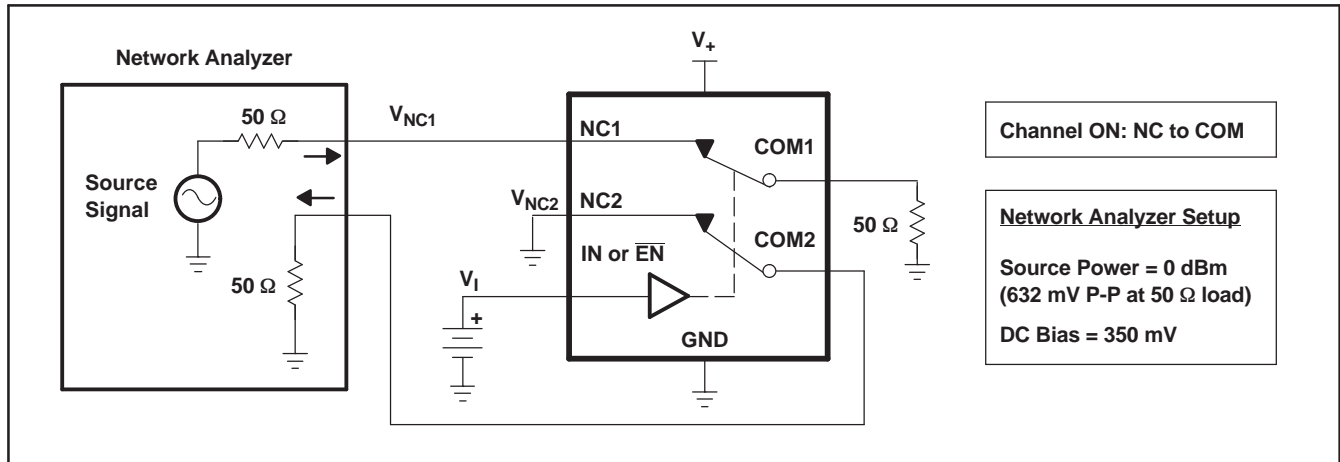 Network Analyzer
50 Ω
Source
Signal
50 Ω
V_NC1
V_NC2
V_I
+
V_+
NC1
COM1
NC2
COM2
IN or E̅N̅
GND
50 Ω
Channel ON: NC to COM
Network Analyzer Setup
Source Power = 0 dBm
(632 mV P-P at 50 Ω load)
DC Bias = 350 mV